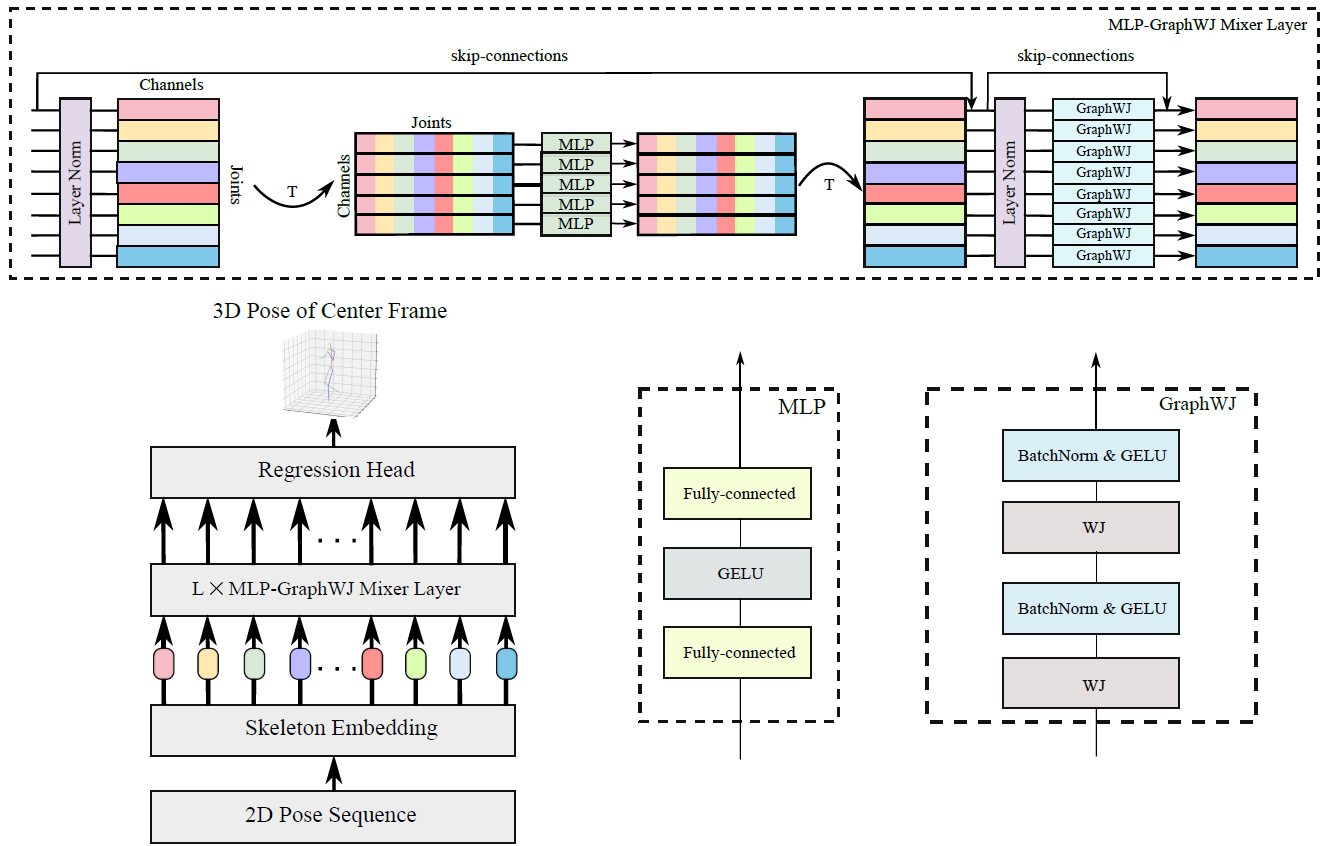 MLP-GraphWJ Mixer Layer
skip-connections
skip-connections
Channels
Layer Norm
Joints
T
Joints
Channels
MLP
MLP
MLP
MLP
MLP
T
Layer Norm
GraphWJ
GraphWJ
GraphWJ
GraphWJ
GraphWJ
GraphWJ
GraphWJ
GraphWJ
3D Pose of Center Frame
Regression Head
. . .
L × MLP-GraphWJ Mixer Layer
. . .
Skeleton Embedding
2D Pose Sequence
MLP
Fully-connected
GELU
Fully-connected
GraphWJ
BatchNorm & GELU
WJ
BatchNorm & GELU
WJ